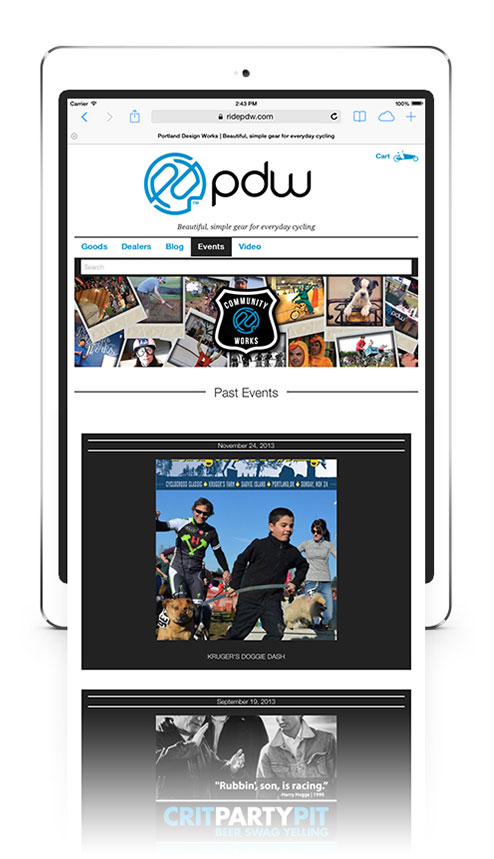 Carrier
2:43 PM
100%
ridepdw.com
Portland Design Works | Beautiful, simple gear for everyday cycling
Cart
pdw
TM
Beautiful, simple gear for everyday cycling
Goods
Dealers
Blog
Events
Video
Search
COMMUNITY
WORKS
pdw
Past Events
November 24, 2013
CYCLOCROSS CLASSIC KRUGER'S FARM SAUVIE ISLAND PORTLAND,OR SUNDAY, NOV 24
KRUGER'S DOGGIE DASH
September 19, 2013
"Rubbin', son, is racing."
-Harry Hogge | 1990
CRITPARTYPIT
BEER SWAG YELLING